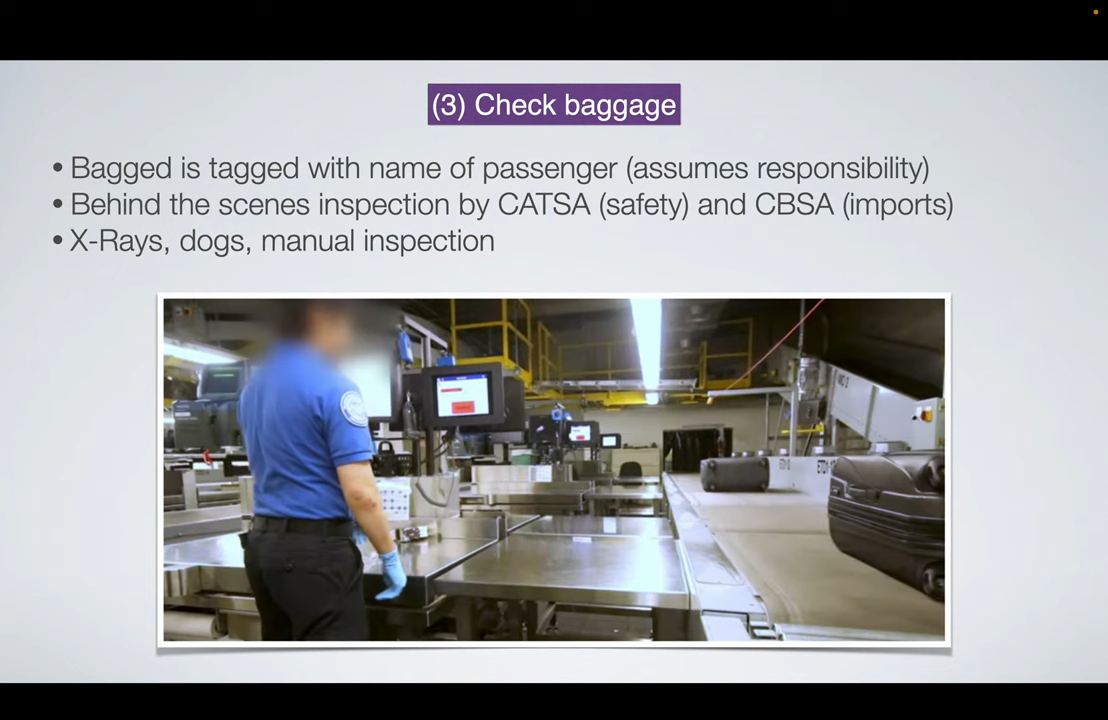 (3) Check baggage
• Bagged is tagged with name of passenger (assumes responsibility)
• Behind the scenes inspection by CATSA (safety) and CBSA (imports)
• X-Rays, dogs, manual inspection